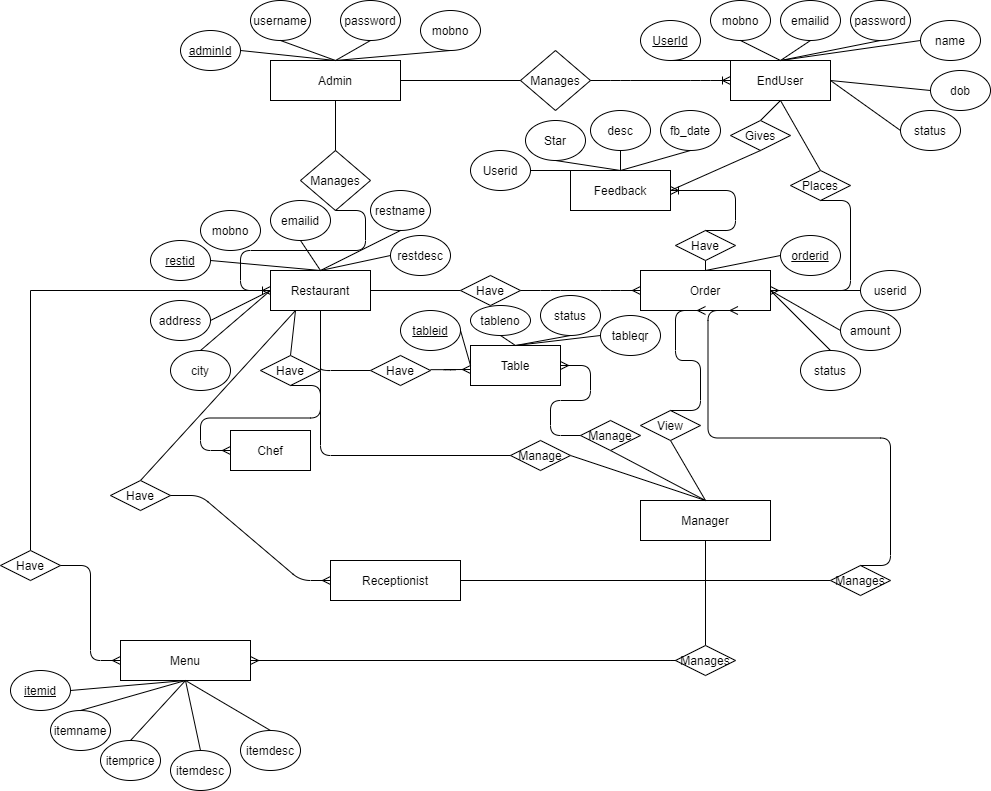 username
password
mobno
adminId
Admin
Manages
mobno
emailid
password
UserId
name
EndUser
dob
status
Star
desc
fb_date
Gives
Userid
Feedback
Places
Manages
mobno
emailid
restname
restid
restdesc
Have
orderid
Restaurant
Have
Order
userid
address
tableid
tableno
status
tableqr
amount
city
Have
Have
Table
status
Chef
Manage
View
Manage
Have
Manager
Have
Receptionist
Manages
Menu
Manages
itemid
itemname
itemprice
itemdesc
itemdesc